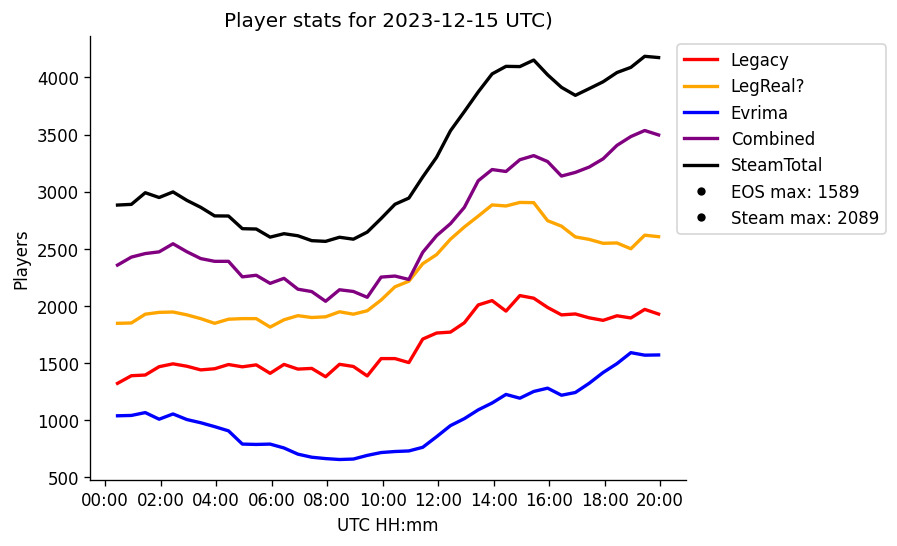 Player stats for 2023-12-15 UTC)
Legacy
LegReal?
Evrima
Combined
SteamTotal
EOS max: 1589
Steam max: 2089
Players
4000
3500
3000
2500
2000
1500
1000
500
00:00 02:00 04:00 06:00 08:00 10:00 12:00 14:00 16:00 18:00 20:00
UTC HH:mm